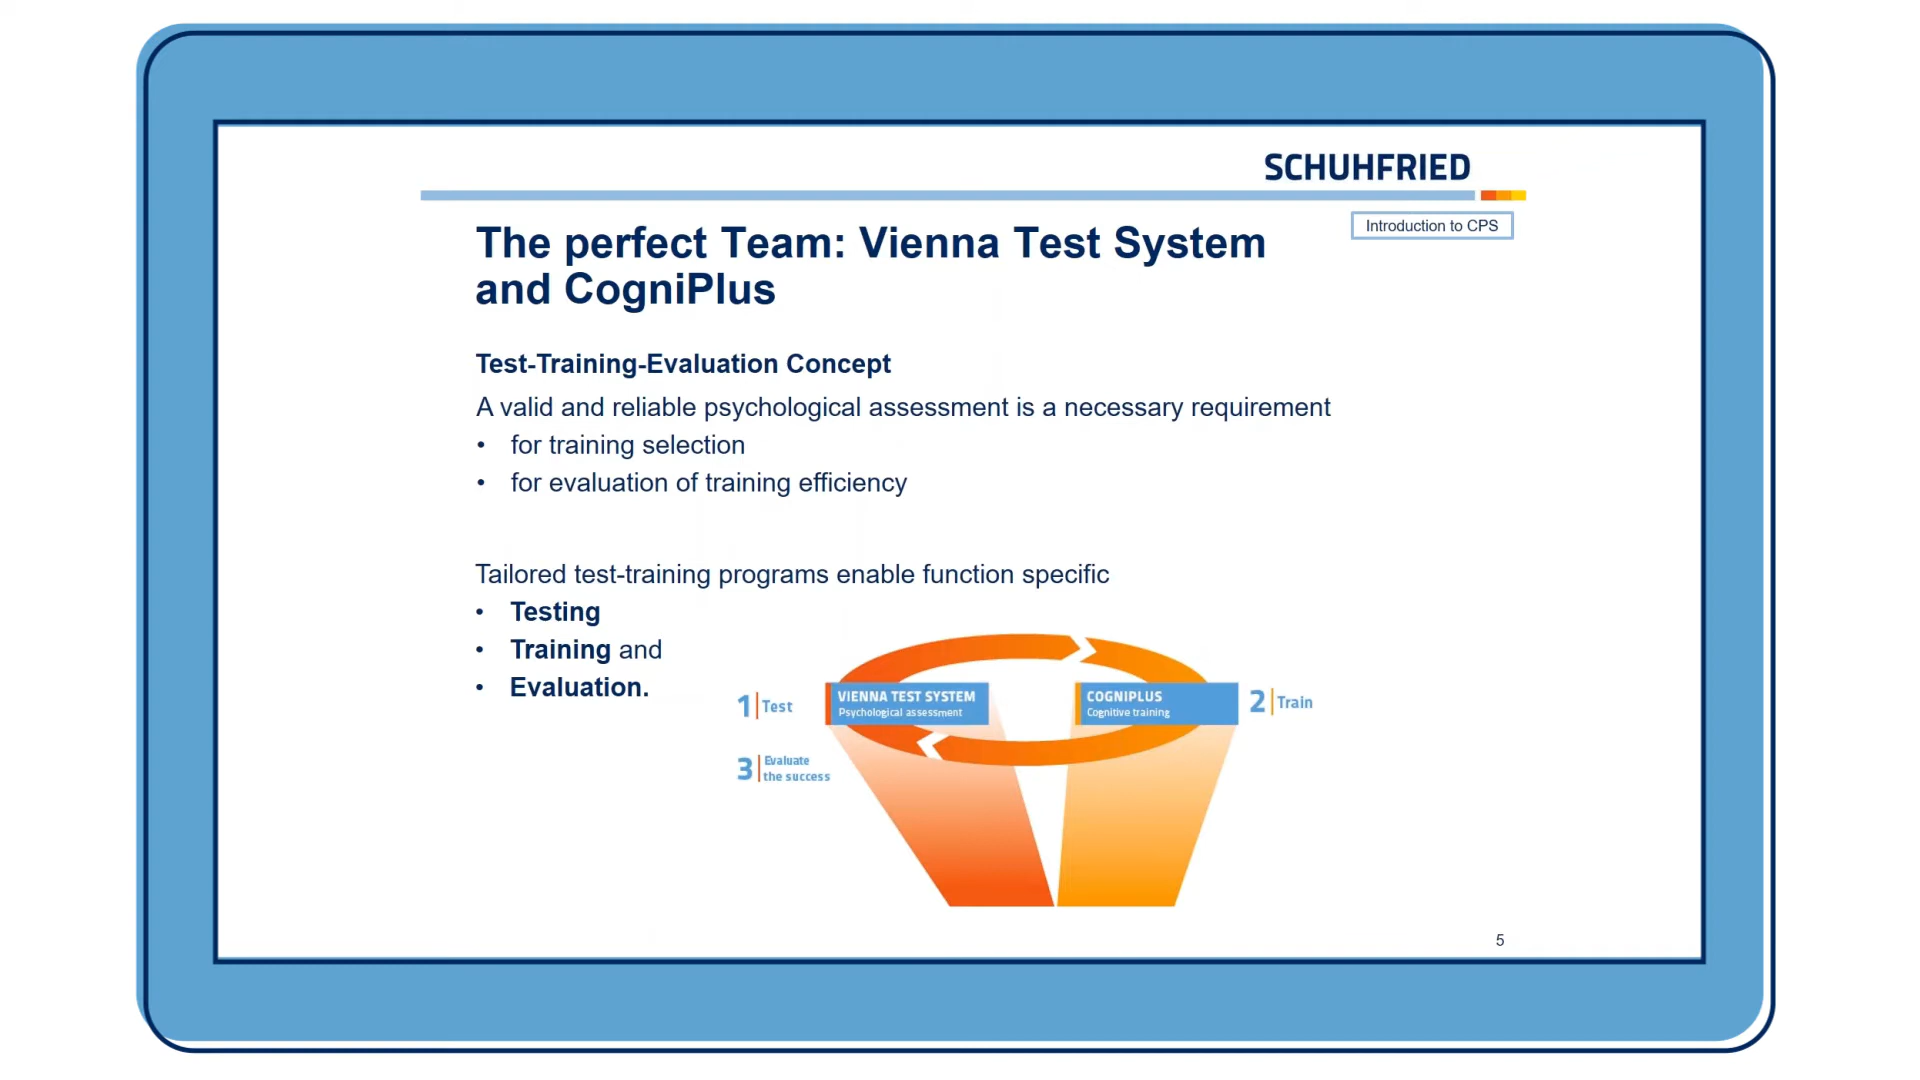 SCHUHFRIED
Introduction to CPS
The perfect Team: Vienna Test System
and CogniPlus
Test-Training-Evaluation Concept
A valid and reliable psychological assessment is a necessary requirement
• for training selection
• for evaluation of training efficiency
Tailored test-training programs enable function specific
• Testing
• Training and
• Evaluation.
1 Test
VIENNA TEST SYSTEM
Psychological assessment
COGNIPLUS
Cognitive training
2 Train
3 Evaluate
the success
5